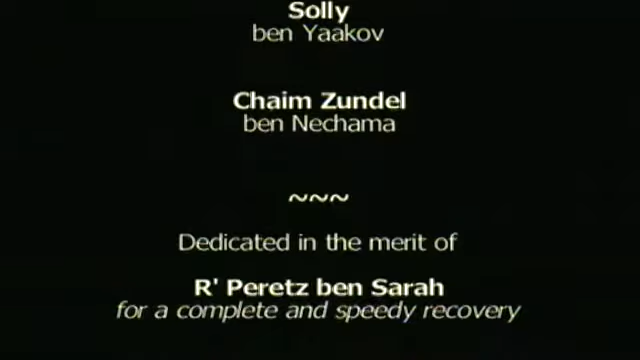 Solly
ben Yaakov
Chaim Zundel
ben Nechama
~~~
Dedicated in the merit of
R' Peretz ben Sarah
for a complete and speedy recovery